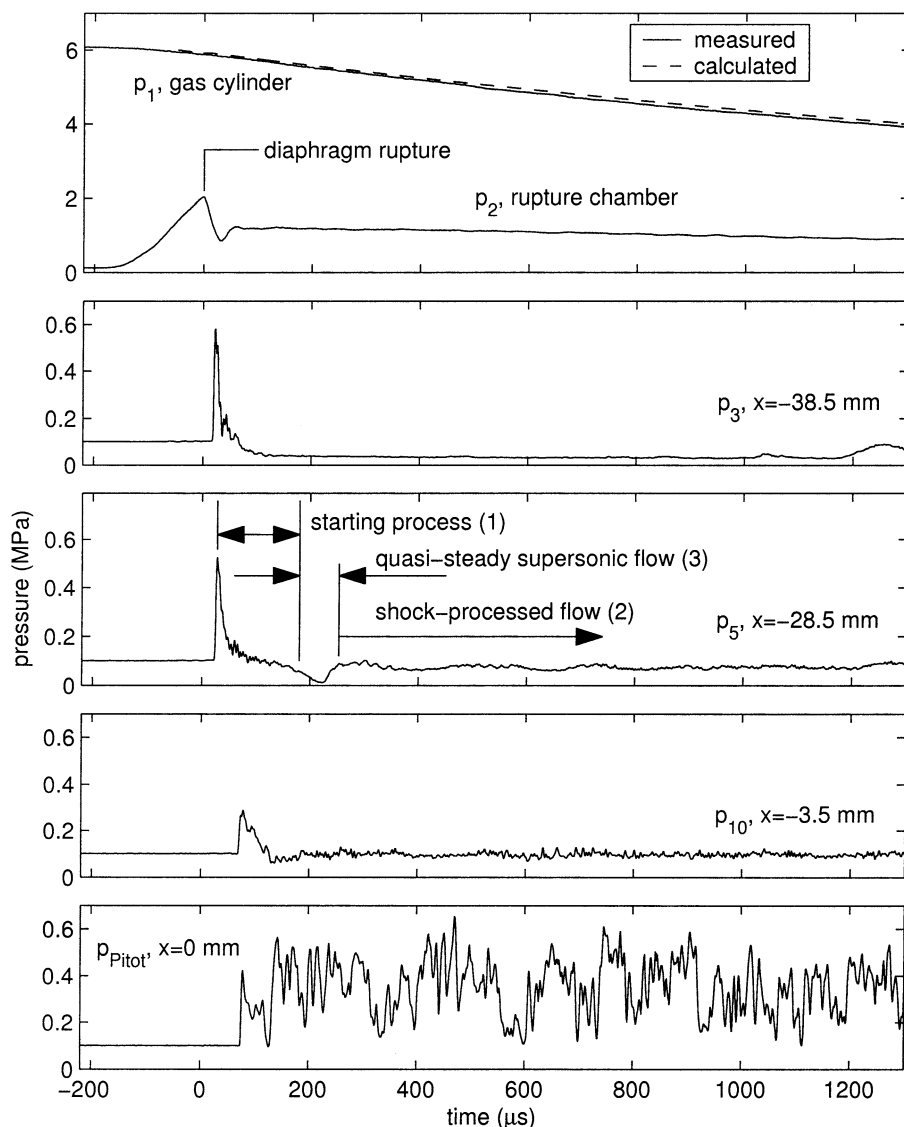 6
4
2
0
measured
calculated
p1, gas cylinder
diaphragm rupture
p2, rupture chamber
0.6
0.4
0.2
0
p3, x=−38.5 mm
pressure (MPa)
0.6
0.4
0.2
0
starting process (1)
quasi−steady supersonic flow (3)
shock−processed flow (2)
p5, x=−28.5 mm
0.6
0.4
0.2
0
p10, x=−3.5 mm
0.6
0.4
0.2
0
pPitot, x=0 mm
−200 0 200 400 600 800 1000 1200
time (μs)